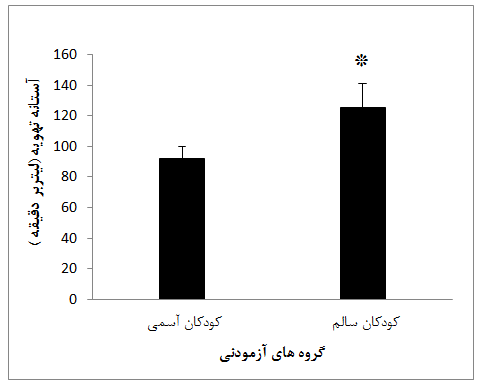 آستانه تهویه (لیتربر دقیقه )
160
140
120
100
80
60
40
20
0
*
کودکان آسمی
کودکان سالم
گروه های آزمودنی